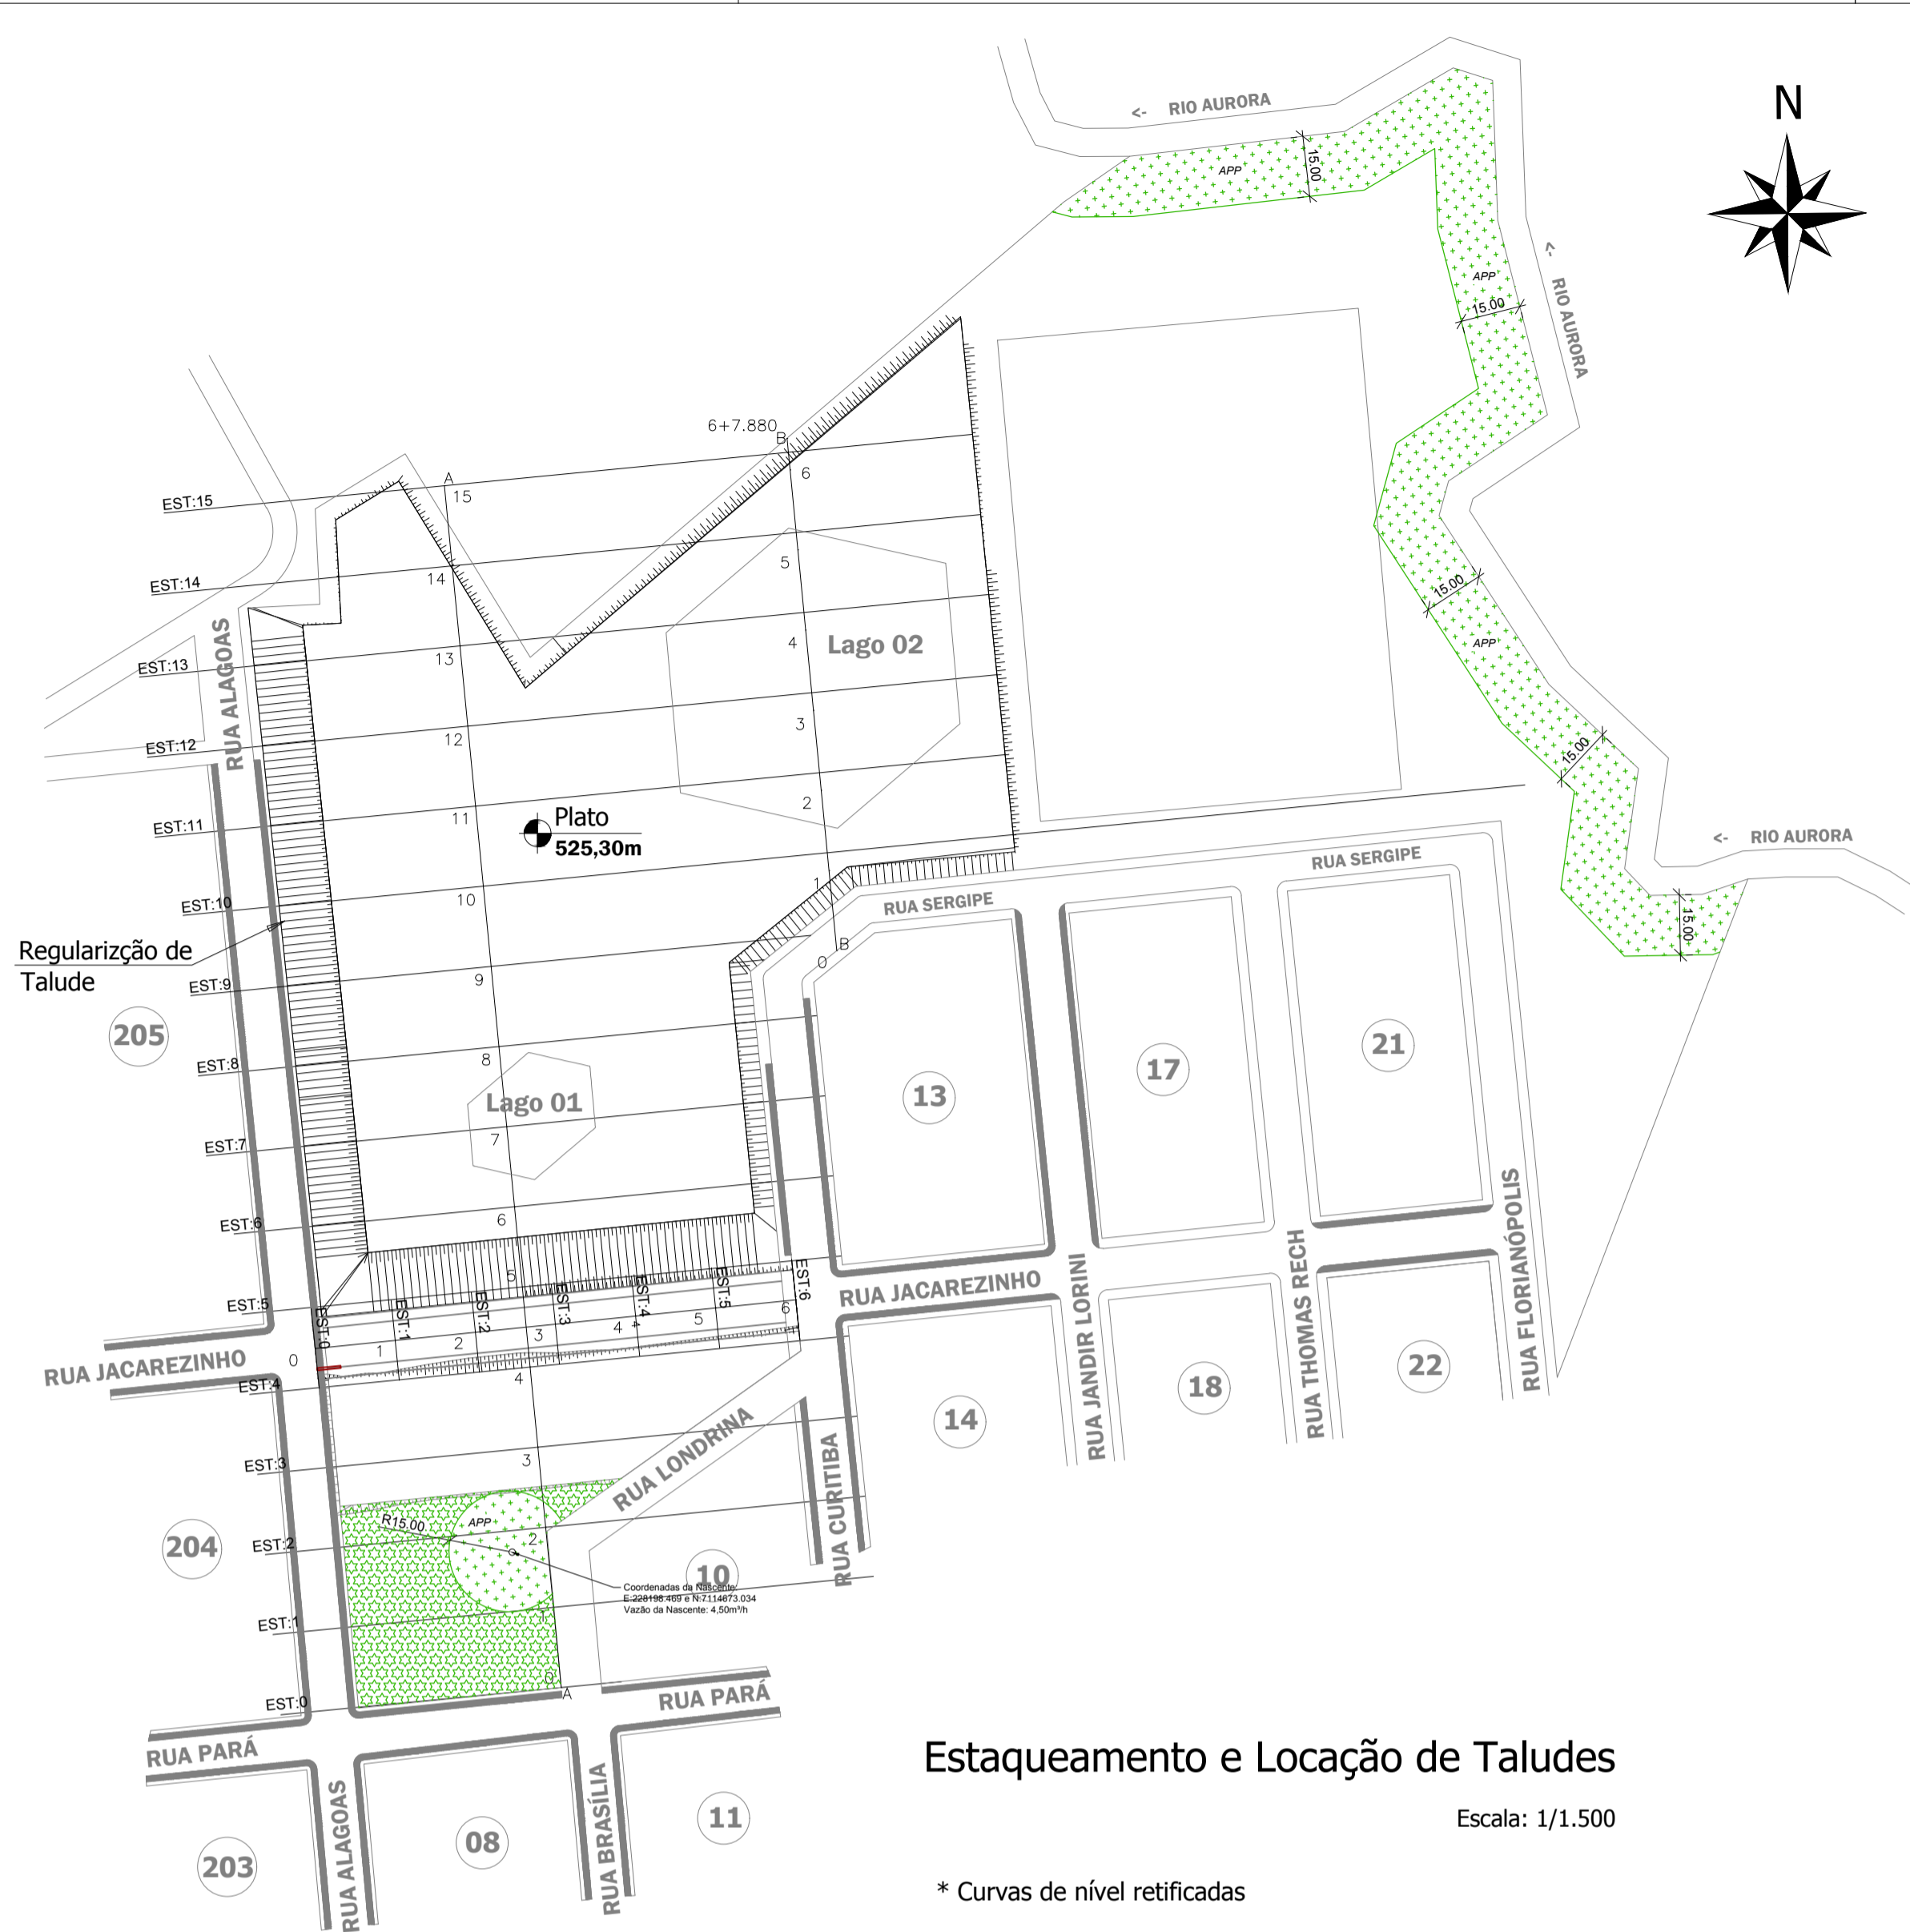 <- RIO AURORA
N
APP
15.00
APP
15.00
<- RIO AURORA
6+7.880
B
A
15
6
EST:15
5
14
EST:14
15.00
APP
RUA ALAGOAS
13
4
Lago 02
EST:13
12
3
EST:12
15.00
11
2
Plato
525,30m
EST:11
<- RIO AURORA
RUA SERGIPE
10
1
RUA SERGIPE
EST:10
15.00
Regularizção de
Talude
B
0
9
EST:9
205
8
EST:8
21
17
13
Lago 01
7
EST:7
6
EST:6
5
EST:5
EST:0
EST:1
EST:2
EST:3
EST:4
EST:5
EST:6
0
1
2
3
4
5
6
RUA JACAREZINHO
RUA JACAREZINHO
RUA JANDIR LORINI
RUA THOMAS RECH
RUA FLORIANÓPOLIS
4
EST:4
18
22
14
RUA LONDRINA
RUA CURITIBA
3
EST:3
R15.00
APP
2
EST:2
204
10
Coordenadas da Nascente:
E:228198.469 e N:7114673.034
Vazão da Nascente: 4,50m³/h
1
EST:1
0
A
EST:0
RUA PARÁ
RUA PARÁ
Estaqueamento e Locação de Taludes
Escala: 1/1.500
RUA ALAGOAS
RUA BRASÍLIA
11
08
203
* Curvas de nível retificadas